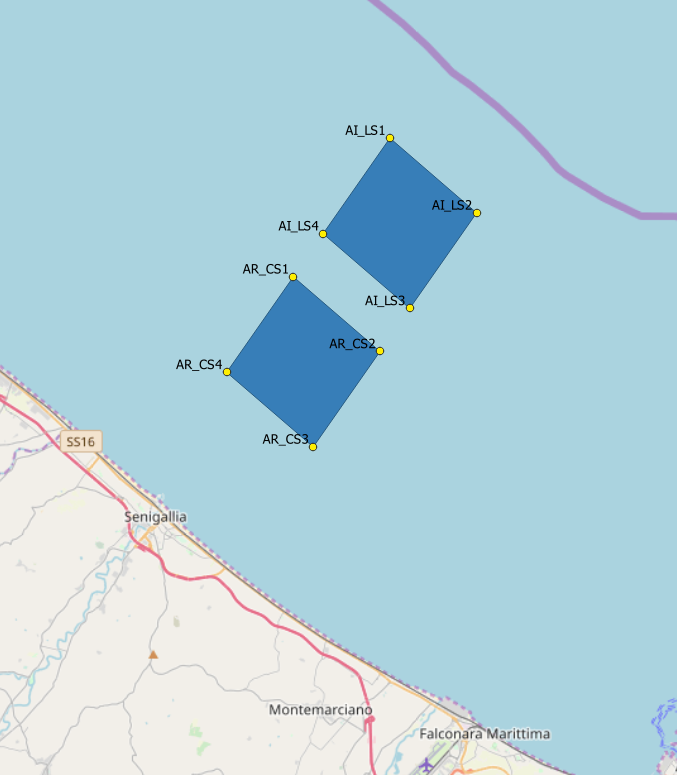 AI_LS1
AI_LS2
AI_LS4
AR_CS1
AI_LS3
AR_CS2
AR_CS4
AR_CS3
SS16
Senigallia
Montemarciano
Falconara Marittima